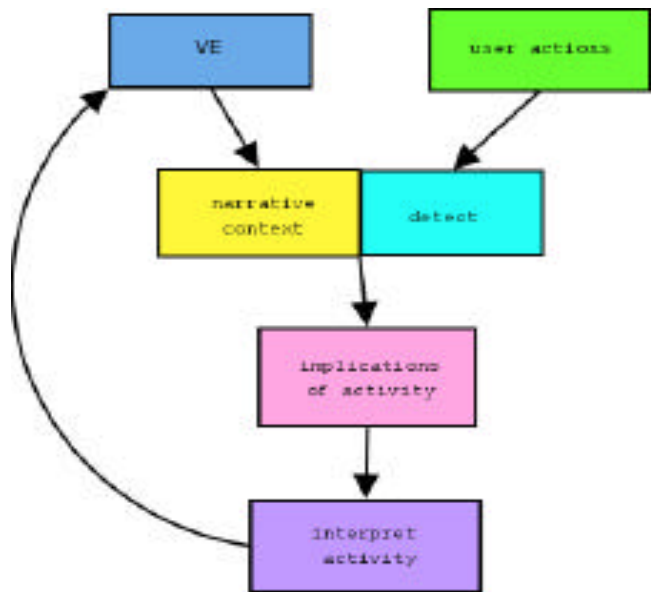 VE
user actions
narrative
context
detect
implications
of activity
interpret
activity